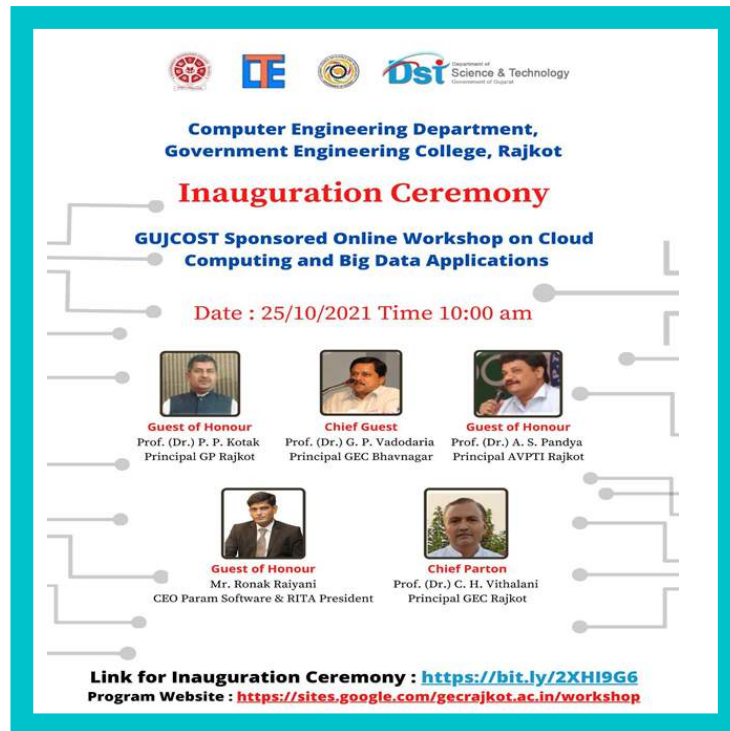 Dst
Department of
Science & Technology
Government of Gujarat
Computer Engineering Department,
Government Engineering College, Rajkot
Inauguration Ceremony
GUJCOST Sponsored Online Workshop on Cloud
Computing and Big Data Applications
Date : 25/10/2021 Time 10:00 am
Guest of Honour
Prof. (Dr.) P. P. Kotak
Principal GP Rajkot
Chief Guest
Prof. (Dr.) G. P. Vadodaria
Principal GEC Bhavnagar
Guest of Honour
Prof. (Dr.) A. S. Pandya
Principal AVPTI Rajkot
Guest of Honour
Mr. Ronak Raiyani
CEO Param Software & RITA President
Chief Parton
Prof. (Dr.) C. H. Vithalani
Principal GEC Rajkot
Link for Inauguration Ceremony : https://bit.ly/2XHI9G6
Program Website : https://sites.google.com/gecrajkot.ac.in/workshop